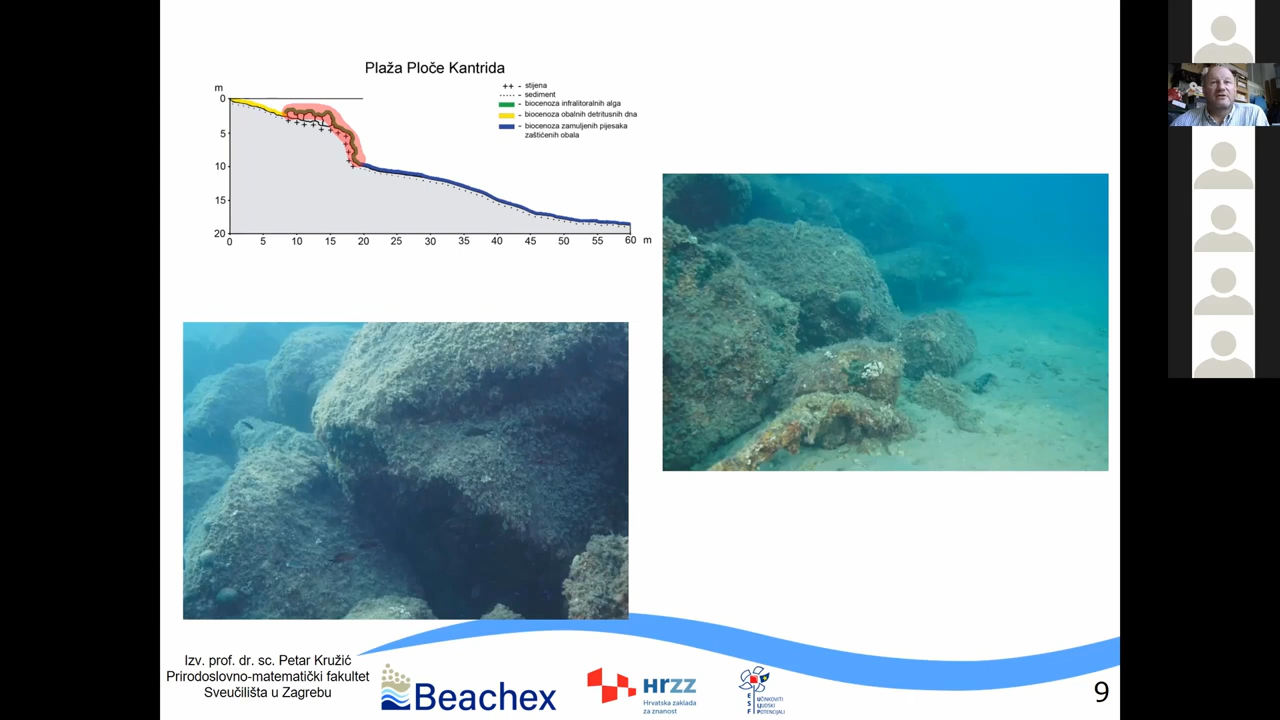 Plaža Ploče Kantrida
m
0
5
10
15
20
0 5 10 15 20 25 30 35 40 45 50 55 60 m
++ - stijena
..... - sediment
- biocenoza infralitoralnih alga
- biocenoza obalnih detritusnih dna
- biocenoza zamuljenih pijesaka
zaštićenih obala
Izv. prof. dr. sc. Petar Kružić
Prirodoslovno-matematički fakultet
Sveučilišta u Zagrebu
Beachex
HRZZ
Hrvatska zaklada
za znanost
E S F
UČINKOVITI
LJUDSKI
POTENCIJALI
9